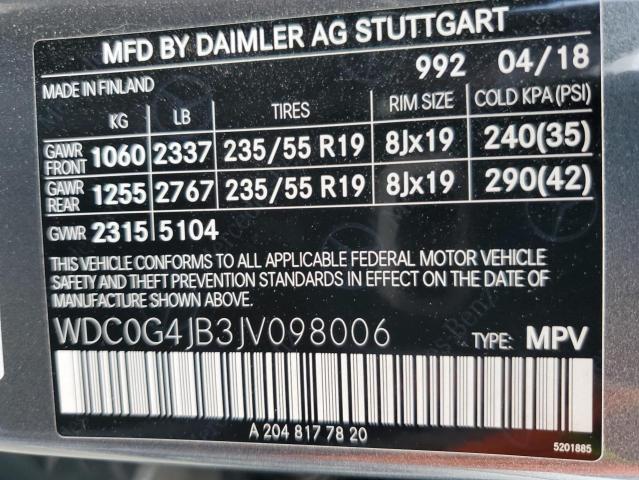 MFD BY DAIMLER AG STUTTGART
992 04/18
MADE IN FINLAND
KG LB TIRES RIM SIZE COLD KPA(PSI)
GAWR FRONT 1060 2337 235/55 R19 8Jx19 240(35)
GAWR REAR 1255 2767 235/55 R19 8Jx19 290(42)
GVWR 2315 5104
THIS VEHICLE CONFORMS TO ALL APPLICABLE FEDERAL MOTOR VEHICLE
SAFETY AND THEFT PREVENTION STANDARDS IN EFFECT ON THE DATE OF
MANUFACTURE SHOWN ABOVE.
WDC0G4JB3JV098006 TYPE: MPV
A 204 817 78 20
5201885